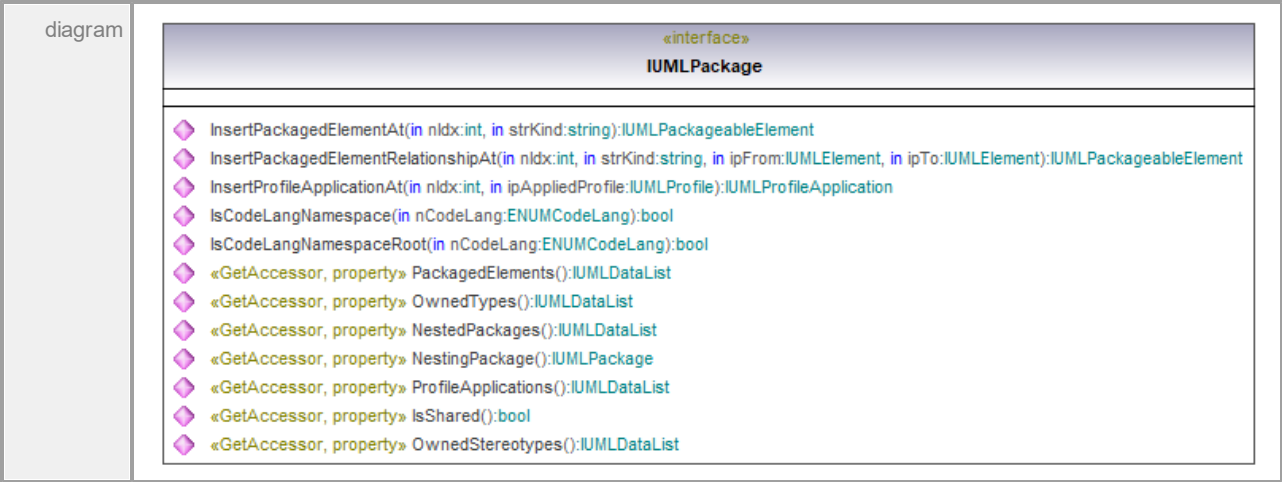 diagram
«interface»
IUMLPackage
InsertPackagedElementAt(in nIdx:int, in strKind:string):IUMLPackageableElement
InsertPackagedElementRelationshipAt(in nIdx:int, in strKind:string, in ipFrom:IUMLElement, in ipTo:IUMLElement):IUMLPackageableElement
InsertProfileApplicationAt(in nIdx:int, in ipAppliedProfile:IUMLProfile):IUMLProfileApplication
IsCodeLangNamespace(in nCodeLang:ENUMCodeLang):bool
IsCodeLangNamespaceRoot(in nCodeLang:ENUMCodeLang):bool
«GetAccessor, property» PackagedElements():IUMLDataList
«GetAccessor, property» OwnedTypes():IUMLDataList
«GetAccessor, property» NestedPackages():IUMLDataList
«GetAccessor, property» NestingPackage():IUMLPackage
«GetAccessor, property» ProfileApplications():IUMLDataList
«GetAccessor, property» IsShared():bool
«GetAccessor, property» OwnedStereotypes():IUMLDataList